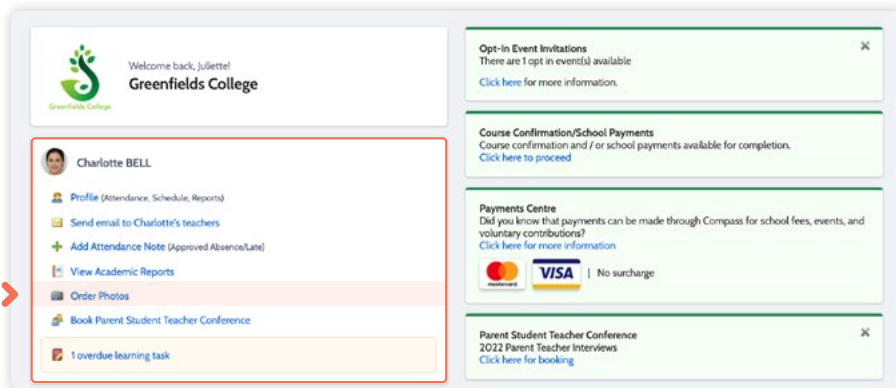 Welcome back, Juliette!
Greenfields College
Greenfields College
Charlotte BELL
Profile (Attendance, Schedule, Reports)
Send email to Charlotte's teachers
Add Attendance Note (Approved Absence/Late)
View Academic Reports
Order Photos
Book Parent Student Teacher Conference
1 overdue learning task
Opt-In Event Invitations
There are 1 opt in event(s) available
Click here for more information.
Course Confirmation/School Payments
Course confirmation and / or school payments available for completion.
Click here to proceed
Payments Centre
Did you know that payments can be made through Compass for school fees, events, and
voluntary contributions?
Click here for more information
mastercard VISA | No surcharge
Parent Student Teacher Conference
2022 Parent Teacher Interviews
Click here for booking